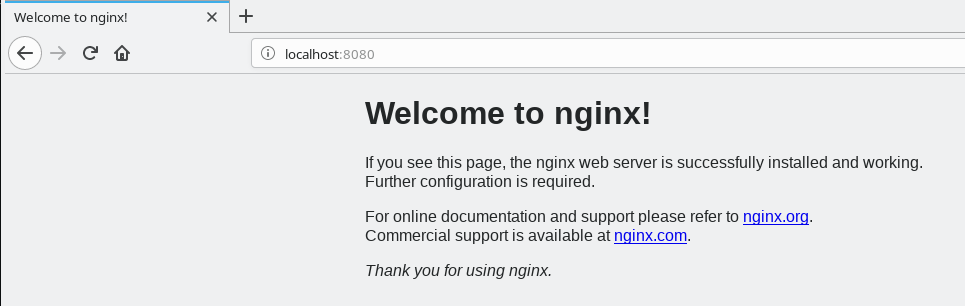 Welcome to nginx!
localhost:8080
Welcome to nginx!
If you see this page, the nginx web server is successfully installed and working.
Further configuration is required.
For online documentation and support please refer to nginx.org.
Commercial support is available at nginx.com.
Thank you for using nginx.